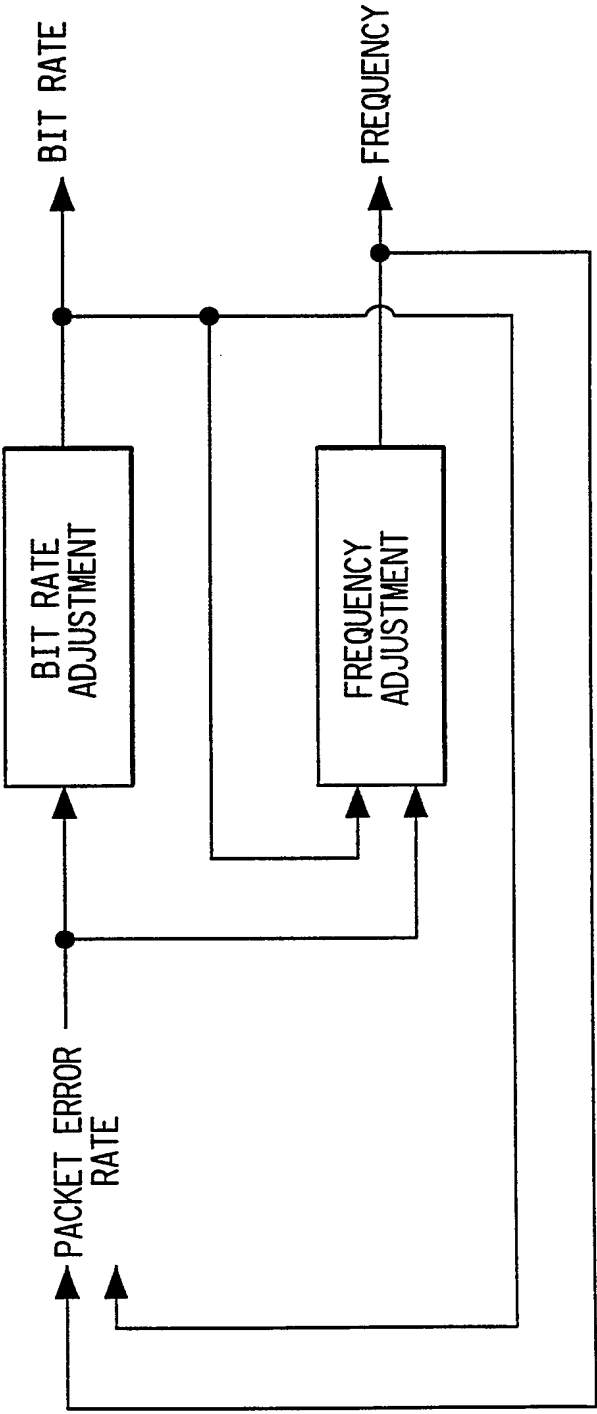 PACKET ERROR
RATE
BIT RATE
ADJUSTMENT
BIT RATE
FREQUENCY
ADJUSTMENT
FREQUENCY